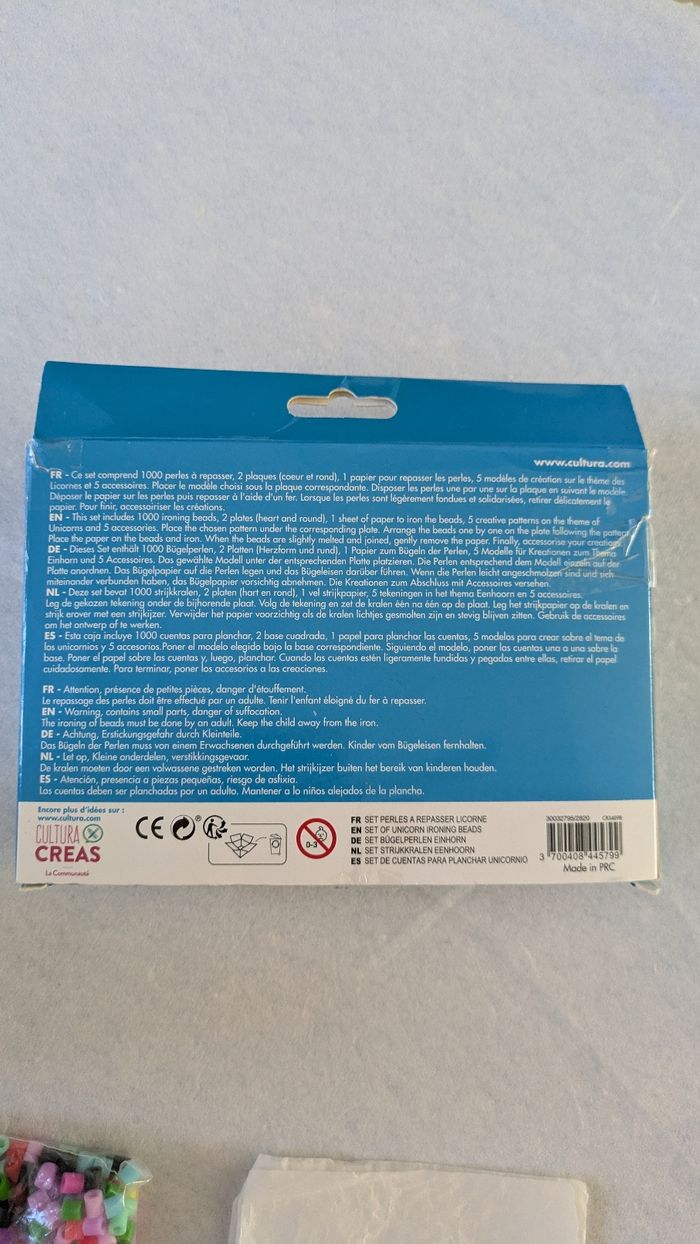 www.cultura.com
FR - Ce set comprend 1000 perles à repasser, 2 plaques (coeur et rond), 1 papier pour repasser les perles, 5 modèles de création sur le thème des
Licornes et 5 accessoires. Placer le modèle choisi sous la plaque correspondante. Disposer les perles une par une sur la plaque en suivant le modèle.
Déposer le papier sur les perles puis repasser à l'aide d'un fer. Lorsque les perles sont légèrement fondues et solidarisées, retirer délicatement le
papier. Pour finir, accessoiriser les créations.
EN - This set includes 1000 ironing beads, 2 plates (heart and round), 1 sheet of paper to iron the beads, 5 creative patterns on the theme of
Unicorns and 5 accessories. Place the chosen pattern under the corresponding plate. Arrange the beads one by one on the plate following the pattern.
Place the paper on the beads and iron. When the beads are slightly melted and joined, gently remove the paper. Finally, accessorise your creations.
DE - Dieses Set enthält 1000 Bügelperlen, 2 Platten (Herzform und rund), 1 Papier zum Bügeln der Perlen, 5 Modelle für Kreationen zum Thema
Einhorn und 5 Accessoires. Das gewählte Modell unter der entsprechenden Platte platzieren. Die Perlen entsprechend dem Modell einzeln auf der
Platte anordnen. Das Bügelpapier auf die Perlen legen und das Bügeleisen darüber führen. Wenn die Perlen leicht angeschmolzen sind und sich
miteinander verbunden haben, das Bügelpapier vorsichtig abnehmen. Die Kreationen zum Abschluss mit Accessoires versehen.
NL - Deze set bevat 1000 strijkkralen, 2 platen (hart en rond), 1 vel strijkpapier, 5 tekeningen in het thema Eenhoorn en 5 accessoires.
Leg de gekozen tekening onder de bijhorende plaat. Volg de tekening en zet de kralen één na één op de plaat. Leg het strijkpapier op de kralen en
strijk erover met een strijkijzer. Verwijder het papier voorzichtig als de kralen lichtjes gesmolten zijn en stevig blijven zitten. Gebruik de accessoires
om het ontwerp af te werken.
ES - Esta caja incluye 1000 cuentas para planchar, 2 base cuadrada, 1 papel para planchar las cuentas, 5 modelos para crear sobre el tema de
los unicornios y 5 accesorios.Poner el modelo elegido bajo la base correspondiente. Siguiendo el modelo, poner las cuentas una a una sobre la
base. Poner el papel sobre las cuentas y, luego, planchar. Cuando las cuentas estén ligeramente fundidas y pegadas entre ellas, retirar el papel
cuidadosamente. Para terminar, poner los accesorios a las creaciones.
FR - Attention, présence de petites pièces, danger d'étouffement.
Le repassage des perles doit être effectué par un adulte. Tenir l'enfant éloigné du fer à repasser.
EN - Warning, contains small parts, danger of suffocation.
The ironing of beads must be done by an adult. Keep the child away from the iron.
DE - Achtung, Erstickungsgefahr durch Kleinteile.
Das Bügeln der Perlen muss von einem Erwachsenen durchgeführt werden. Kinder vom Bügeleisen fernhalten.
NL - Let op, Kleine onderdelen, verstikkingsgevaar.
De kralen moeten door een volwassene gestreken worden. Het strijkijzer buiten het bereik van kinderen houden.
ES - Atención, presencia a piezas pequeñas, riesgo de asfixia.
Las cuentas deben ser planchadas por un adulto. Mantener a lo niños alejados de la plancha.
Encore plus d'idées sur :
www.cultura.com
CULTURA
CREAS
La Communauté
CE
0-3
FR SET PERLES A REPASSER LICORNE
EN SET OF UNICORN IRONING BEADS
DE SET BÜGELPERLEN EINHORN
NL SET STRIJKKRALEN EENHOORN
ES SET DE CUENTAS PARA PLANCHAR UNICORNIO
30032795/2820
3 700408 445799
Made in PRC